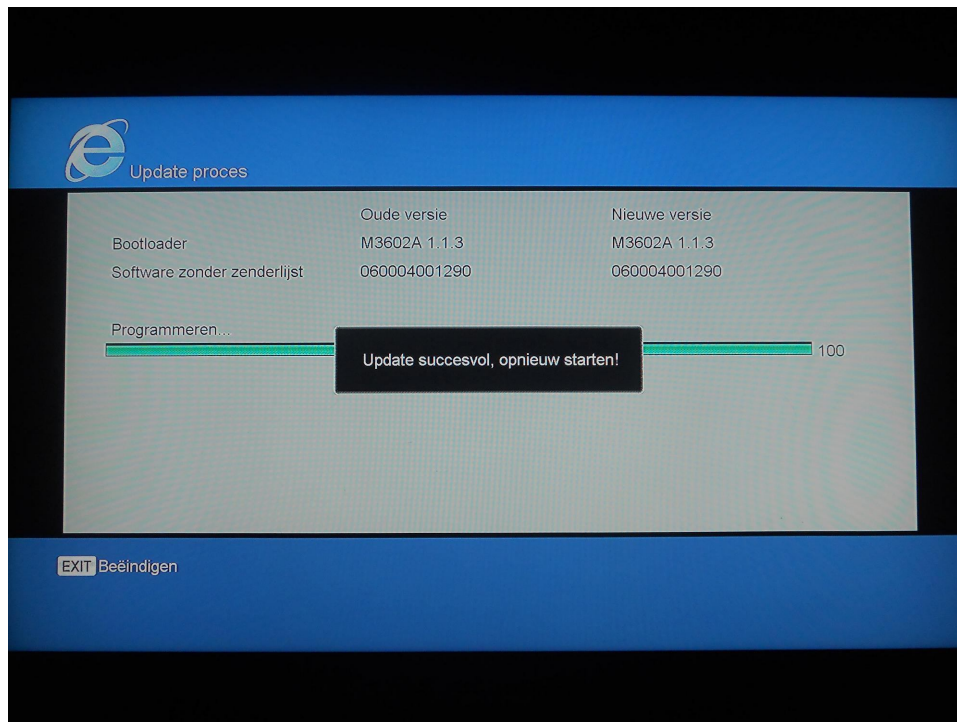 Update proces
Oude versie Nieuwe versie
Bootloader M3602A 1.1.3 M3602A 1.1.3
Software zonder zenderlijst 060004001290 060004001290
Programmeren...
100
Update succesvol, opnieuw starten!
EXIT Beëindigen